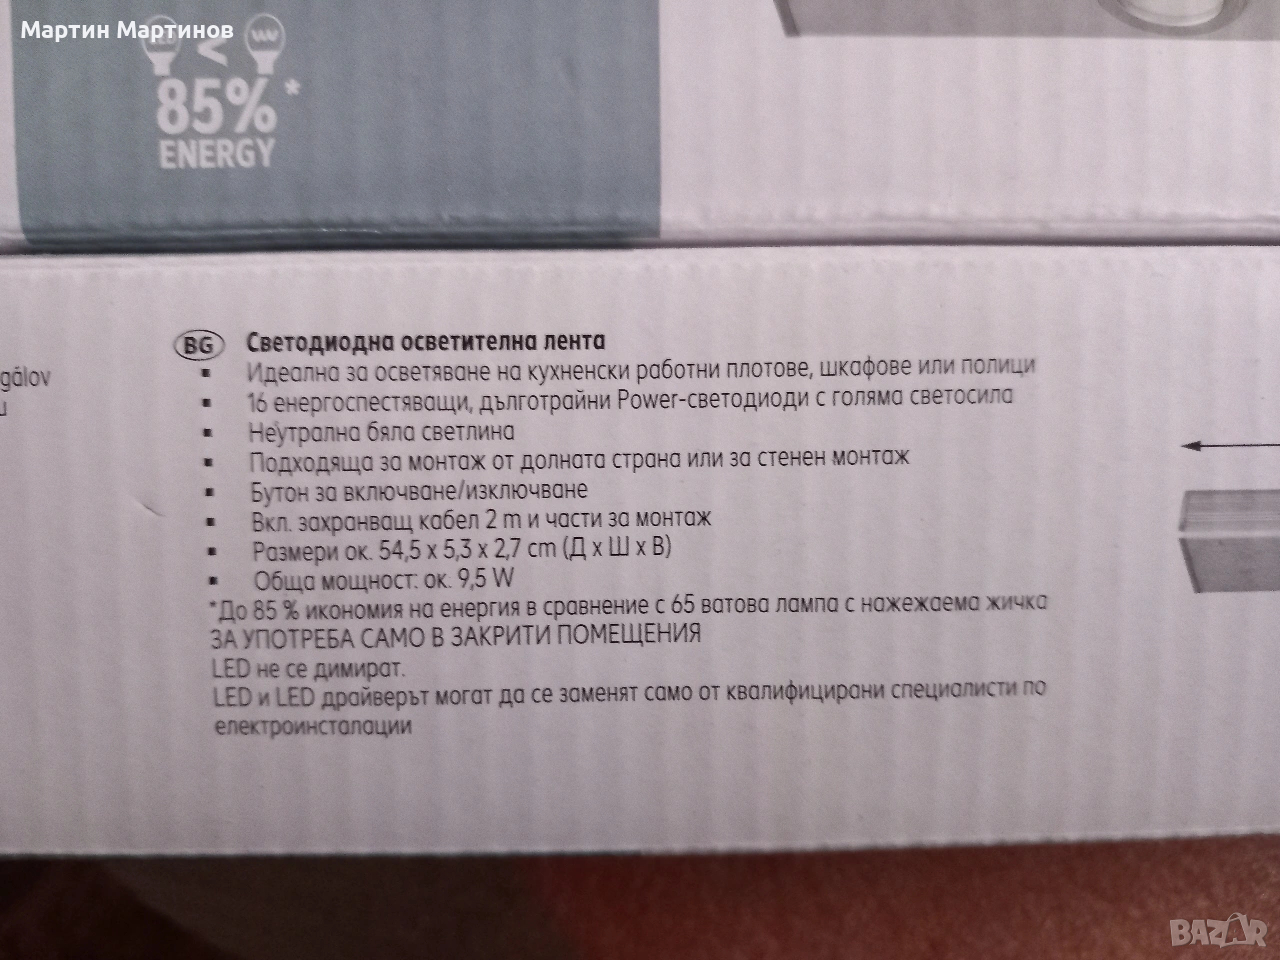 Мартин Мартинов
<
85%*
ENERGY
gālov
BG
Светодиодна осветителна лента
▪ Идеална за осветяване на кухненски работни плотове, шкафове или полици
▪ 16 енергоспестяващи, дълготрайни Power-светодиоди с голяма светосила
▪ Неутрална бяла светлина
▪ Подходяща за монтаж от долната страна или за стенен монтаж
▪ Бутон за включване/изключване
▪ Вкл. захранващ кабел 2 m и части за монтаж
▪ Размери ок. 54,5 x 5,3 x 2,7 cm (Д x Ш x В)
▪ Обща мощност: ок. 9,5 W
*До 85 % икономия на енергия в сравнение с 65 ватова лампа с нажежаема жичка
ЗА УПОТРЕБА САМО В ЗАКРИТИ ПОМЕЩЕНИЯ
LED не се димират.
LED и LED драйверът могат да се заменят само от квалифицирани специалисти по
електроинсталации
BAZAR